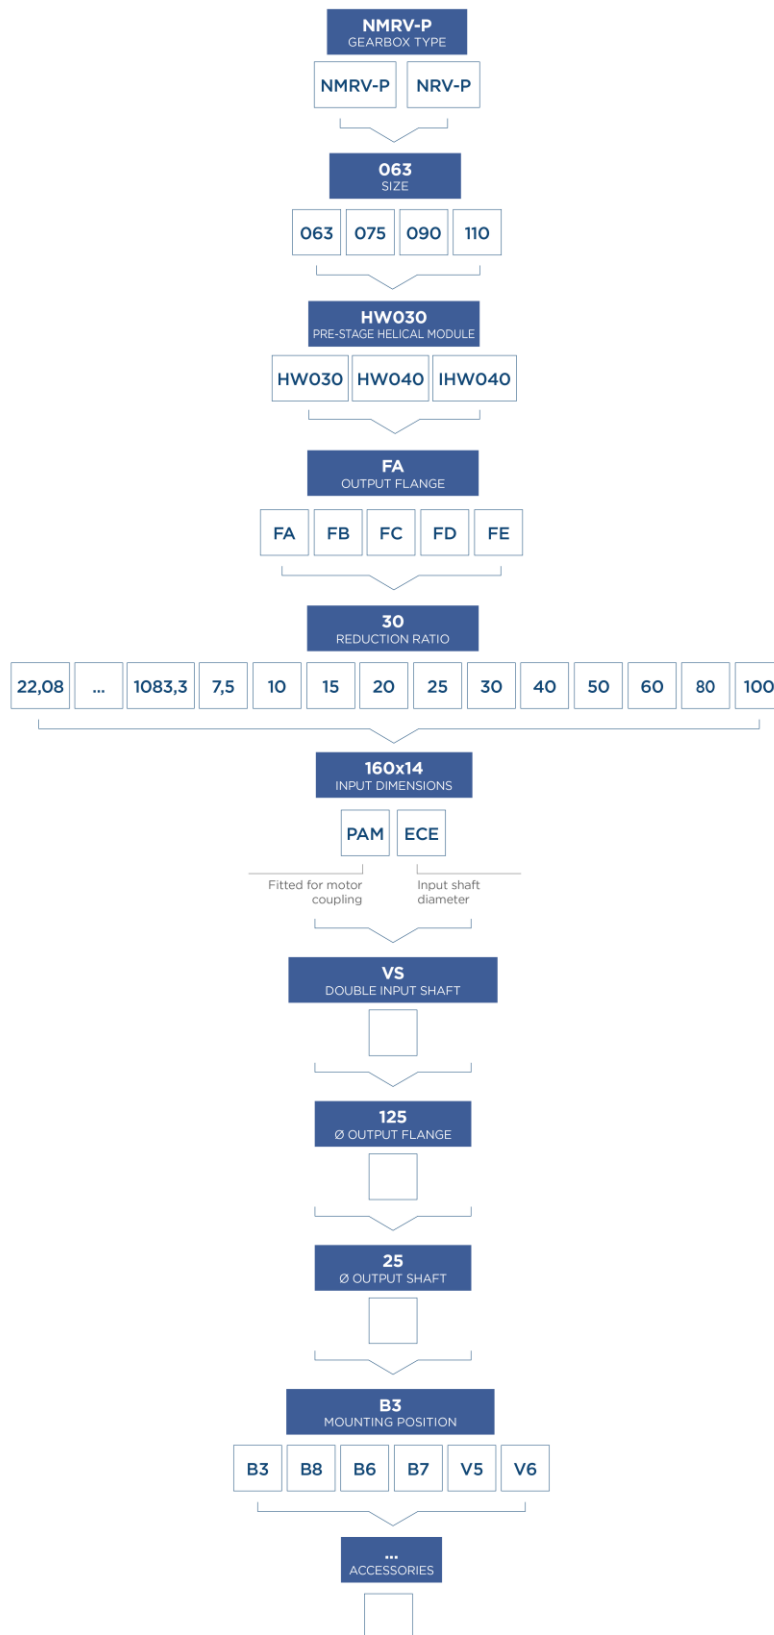 NMRV-P
GEARBOX TYPE
NMRV-P NRV-P
063
SIZE
063 075 090 110
HW030
PRE-STAGE HELICAL MODULE
HW030 HW040 IHW040
FA
OUTPUT FLANGE
FA FB FC FD FE
30
REDUCTION RATIO
22,08 ... 1083,3 7,5 10 15 20 25 30 40 50 60 80 100
160x14
INPUT DIMENSIONS
PAM ECE
Fitted for motor coupling
Input shaft diameter
VS
DOUBLE INPUT SHAFT
125
Ø OUTPUT FLANGE
25
Ø OUTPUT SHAFT
B3
MOUNTING POSITION
B3 B8 B6 B7 V5 V6
...
ACCESSORIES